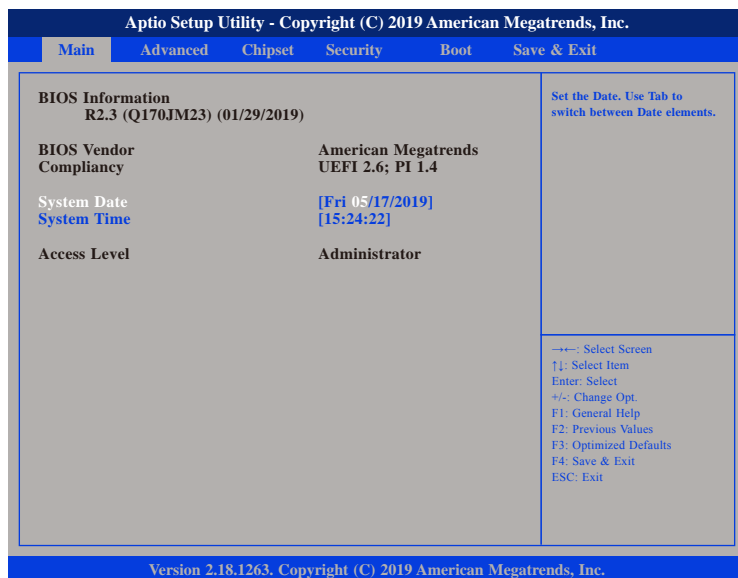 Aptio Setup Utility - Copyright (C) 2019 American Megatrends, Inc.
Main Advanced Chipset Security Boot Save & Exit
BIOS Information
R2.3 (Q170JM23) (01/29/2019)
BIOS Vendor American Megatrends
Compliancy UEFI 2.6; PI 1.4
System Date [Fri 05/17/2019]
System Time [15:24:22]
Access Level Administrator
Set the Date. Use Tab to
switch between Date elements.
→←: Select Screen
↑↓: Select Item
Enter: Select
+/-: Change Opt.
F1: General Help
F2: Previous Values
F3: Optimized Defaults
F4: Save & Exit
ESC: Exit
Version 2.18.1263. Copyright (C) 2019 American Megatrends, Inc.